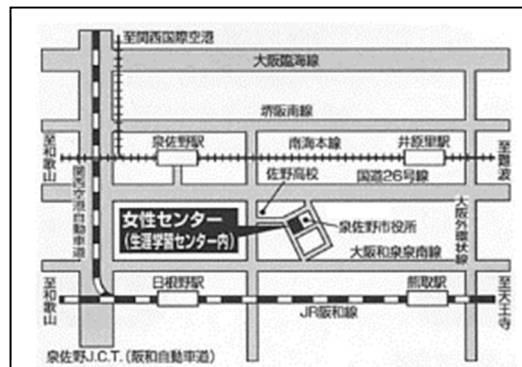 至関西国際空港
大阪臨海線
堺阪南線
至和歌山
泉佐野駅
南海本線
井原里駅
至難波
佐野高校
国道26号線
関西空港自動車道
女性センター
(生涯学習センター内)
泉佐野市役所
大阪外環状線
大阪和泉泉南線
至和歌山
日根野駅
熊取駅
至天王寺
JR阪和線
泉佐野J.C.T.(阪和自動車道)